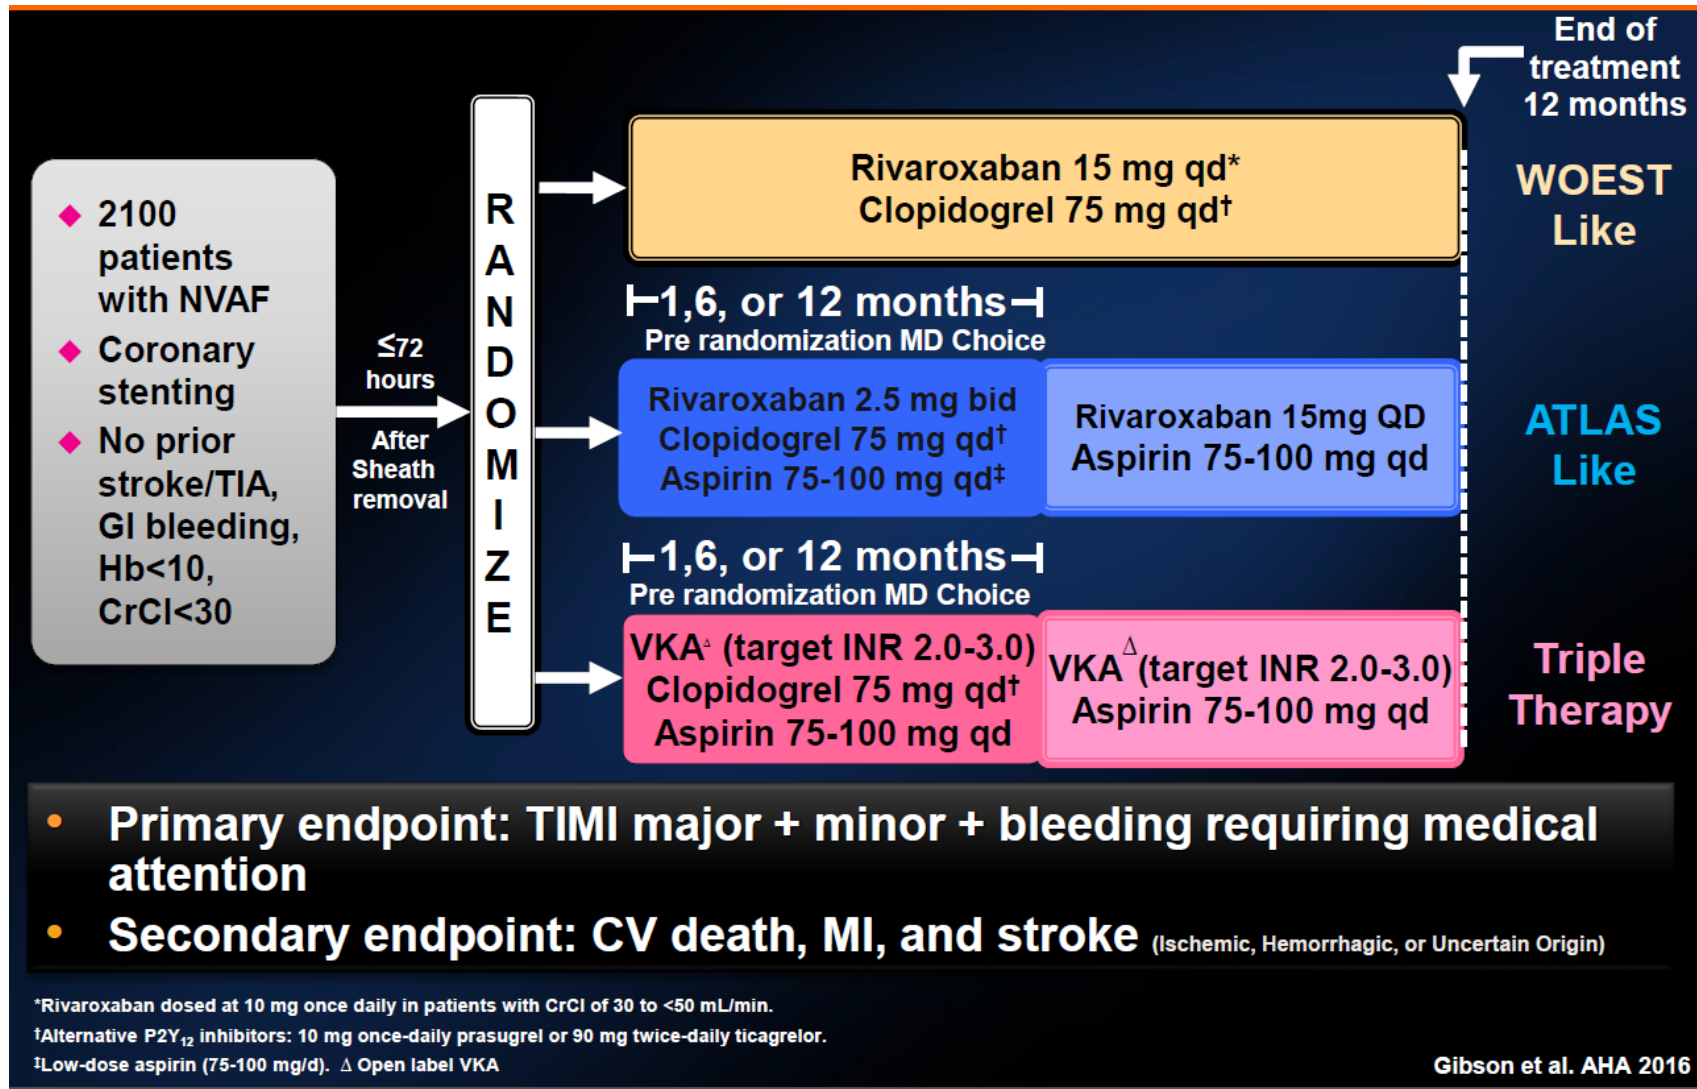 End of
treatment
12 months
◆ 2100
patients
with NVAF
◆ Coronary
stenting
◆ No prior
stroke/TIA,
GI bleeding,
Hb<10,
CrCl<30
≤72
hours
After
Sheath
removal
R
A
N
D
O
M
I
Z
E
Rivaroxaban 15 mg qd*
Clopidogrel 75 mg qd†
WOEST
Like
1,6, or 12 months
Pre randomization MD Choice
Rivaroxaban 2.5 mg bid
Clopidogrel 75 mg qd†
Aspirin 75-100 mg qd‡
Rivaroxaban 15mg QD
Aspirin 75-100 mg qd
ATLAS
Like
1,6, or 12 months
Pre randomization MD Choice
VKAΔ (target INR 2.0-3.0)
Clopidogrel 75 mg qd†
Aspirin 75-100 mg qd
VKAΔ(target INR 2.0-3.0)
Aspirin 75-100 mg qd
Triple
Therapy
• Primary endpoint: TIMI major + minor + bleeding requiring medical
attention
• Secondary endpoint: CV death, MI, and stroke (Ischemic, Hemorrhagic, or Uncertain Origin)
*Rivaroxaban dosed at 10 mg once daily in patients with CrCl of 30 to <50 mL/min.
†Alternative P2Y12 inhibitors: 10 mg once-daily prasugrel or 90 mg twice-daily ticagrelor.
‡Low-dose aspirin (75-100 mg/d). Δ Open label VKA
Gibson et al. AHA 2016